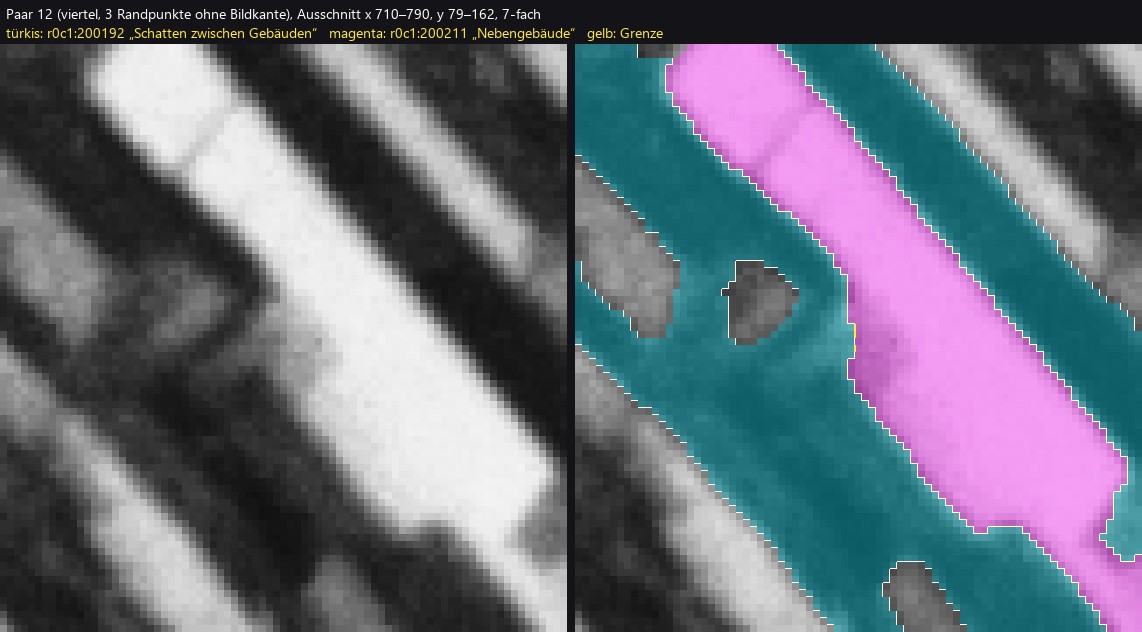 Paar 12 (viertel, 3 Randpunkte ohne Bildkante), Ausschnitt x 710–790, y 79–162, 7-fach
türkis: r0c1:200192 „Schatten zwischen Gebäuden“ magenta: r0c1:200211 „Nebengebäude“ gelb: Grenze